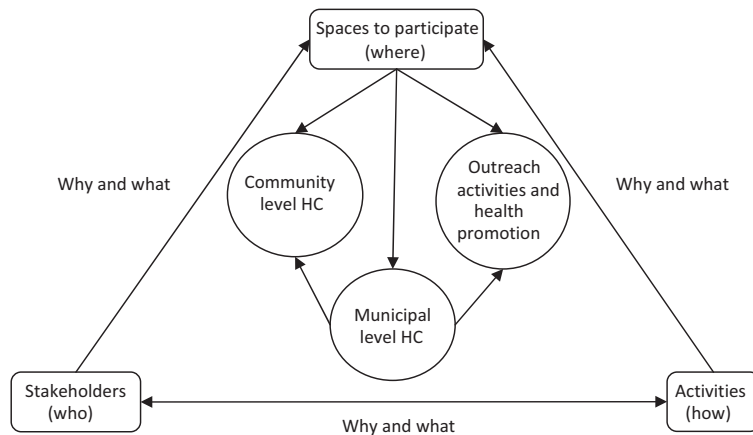 Spaces to participate
(where)
Why and what
Community
level HC
Outreach
activities and
health
promotion
Why and what
Municipal
level HC
Stakeholders
(who)
Activities
(how)
Why and what